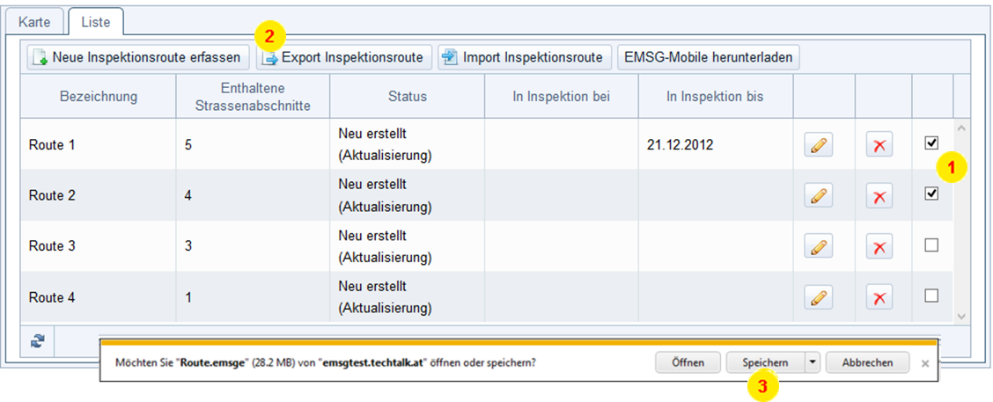 Karte Liste
2
Neue Inspektionsroute erfassen Export Inspektionsroute Import Inspektionsroute EMSG-Mobile herunterladen
Bezeichnung Enthaltene Strassenabschnitte Status In Inspektion bei In Inspektion bis
Route 1 5 Neu erstellt (Aktualisierung) 21.12.2012
1
Route 2 4 Neu erstellt (Aktualisierung)
Route 3 3 Neu erstellt (Aktualisierung)
Route 4 1 Neu erstellt (Aktualisierung)
Möchten Sie "Route.emsge" (28.2 MB) von "emsgtest.techtalk.at" öffnen oder speichern? Öffnen Speichern Abbrechen x
3